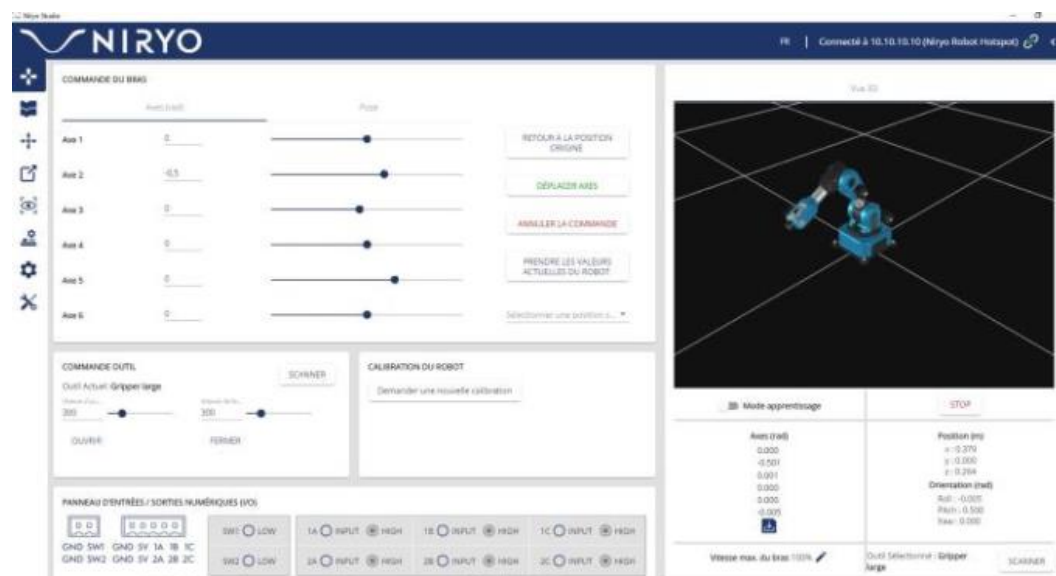 Niryo Studio
NIRYO
FR | Connecté à 10.10.10.10 (Niryo Robot Hotspot)
COMMANDE DU BRAS
Axes (rad)
Pose
Axe 1
0
Axe 2
-0.5
Axe 3
0
Axe 4
0
Axe 5
0
Axe 6
0
RETOUR À LA POSITION
ORIGINE
DÉPLACER AXES
ANNULER LA COMMANDE
PRENDRE LES VALEURS
ACTUELLES DU ROBOT
Sélectionner une position
COMMANDE OUTIL
SCANNER
Outil Actuel: Gripper large
300
300
OUVRIR
FERMER
CALIBRATION DU ROBOT
Demander une nouvelle calibration
PANNEAU D'ENTRÉES / SORTIES NUMÉRIQUES (I/O)
GND SW1 GND 5V 1A 1B 1C
GND SW2 GND 5V 2A 2B 2C
SW1 LOW
1A INPUT HIGH
1B INPUT HIGH
1C INPUT HIGH
SW2 LOW
2A INPUT HIGH
2B INPUT HIGH
2C INPUT HIGH
Vue 3D
Mode apprentissage
STOP
Axes (rad)
0.000
-0.501
0.001
0.000
0.000
-0.005
Position (m)
x : 0.379
y : 0.000
z : 0.264
Orientation (rad)
Roll : -0.005
Pitch : 0.500
Yaw : 0.000
Vitesse max. du bras 100%
Outil Sélectionné : Gripper
large
SCANNER